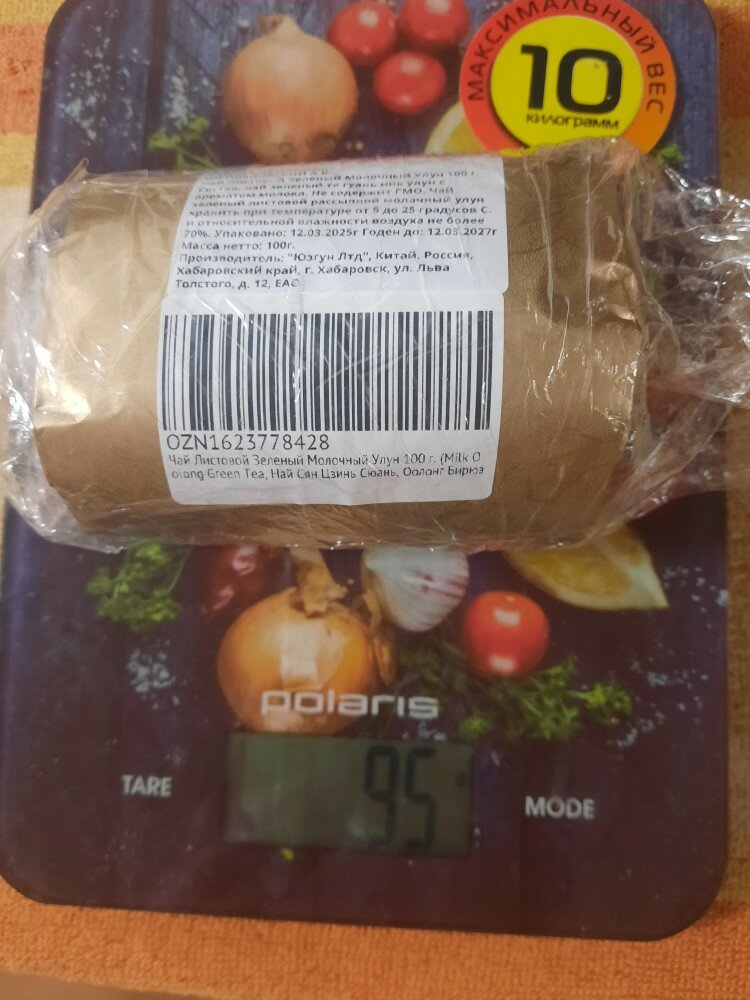 МАКСИМАЛЬНЫЙ ВЕС
10
килограмм
Зеленый Молочный Улун 100 г.
Состав: чай зеленый те гуань инь улун с
ароматом молока. Не содержит ГМО. Чай
зеленый листовой рассыпной молочный улун
хранить при температуре от 5 до 25 градусов С.
и относительной влажности воздуха не более
70%. Упаковано: 12.03.2025г Годен до: 12.03.2027г
Масса нетто: 100г.
Производитель: "Юзгун Лтд", Китай, Россия,
Хабаровский край, г. Хабаровск, ул. Льва
Толстого, д. 12, ЕАС
OZN1623778428
Чай Листовой Зеленый Молочный Улун 100 г. (Milk O
olong Green Tea, Най Сян Цзинь Сюань, Оолонг Бирюз
polaris
95
TARE
MODE